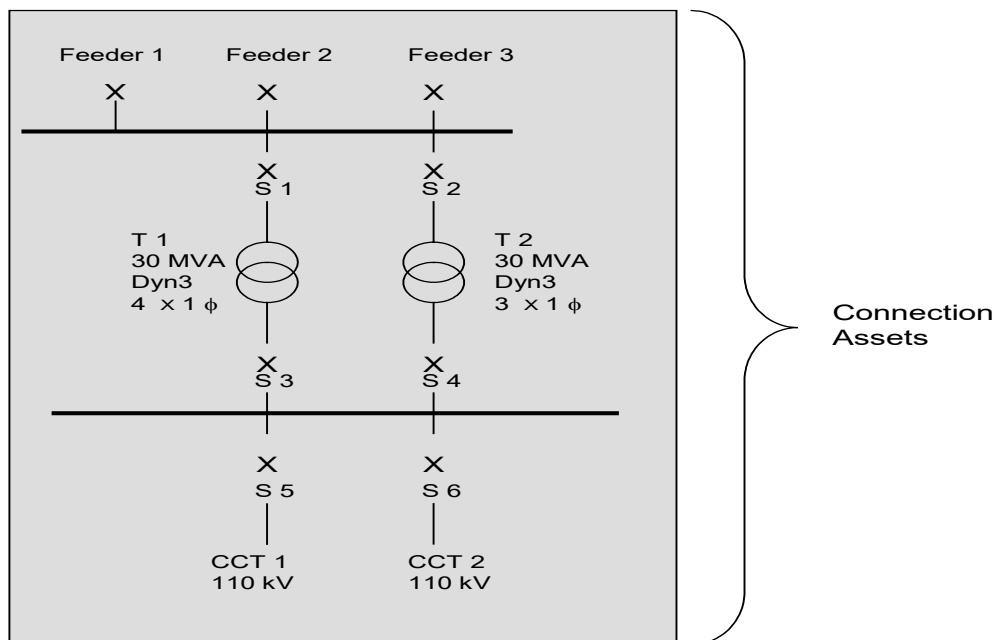 Feeder 1
Feeder 2
Feeder 3
X
X
X
X
S 1
X
S 2
T 1
30 MVA
Dyn3
4 x 1 ϕ
T 2
30 MVA
Dyn3
3 x 1 ϕ
Connection
Assets
X
S 3
X
S 4
X
S 5
X
S 6
CCT 1
110 kV
CCT 2
110 kV